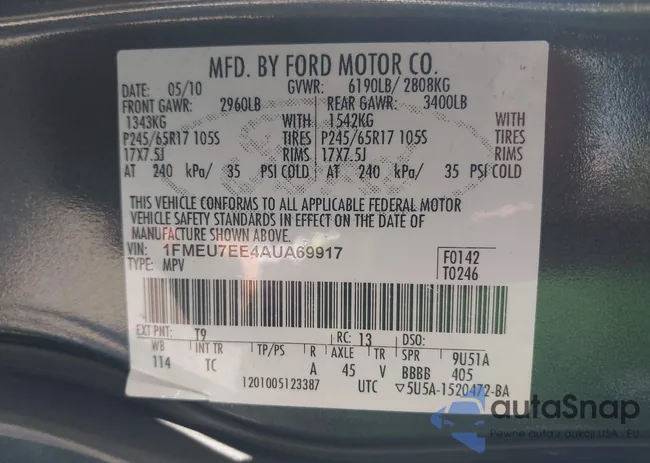 MFD. BY FORD MOTOR CO.
DATE: 05/10 GVWR: 6190LB/ 2808KG
FRONT GAWR: 2960LB REAR GAWR: 3400LB
1343KG WITH 1542KG WITH
P245/65R17 105S TIRES P245/65R17 105S TIRES
17X7.5J RIMS 17X7.5J RIMS
AT 240 kPa/ 35 PSI COLD AT 240 kPa/ 35 PSI COLD
THIS VEHICLE CONFORMS TO ALL APPLICABLE FEDERAL MOTOR
VEHICLE SAFETY STANDARDS IN EFFECT ON THE DATE OF
MANUFACTURE SHOWN ABOVE.
VIN: 1FMEU7EE4AUA69917 F0142
TYPE: MPV T0246
EXT PNT: T9 RC: 13 DSO:
WB INT TR TP/PS R AXLE TR SPR 9U51A
114 TC A 45 V BBBB 405
1201005123387 UTC ▽5U5A-1520472-BA
autaSnap
Pewne auta z aukcji USA - EU